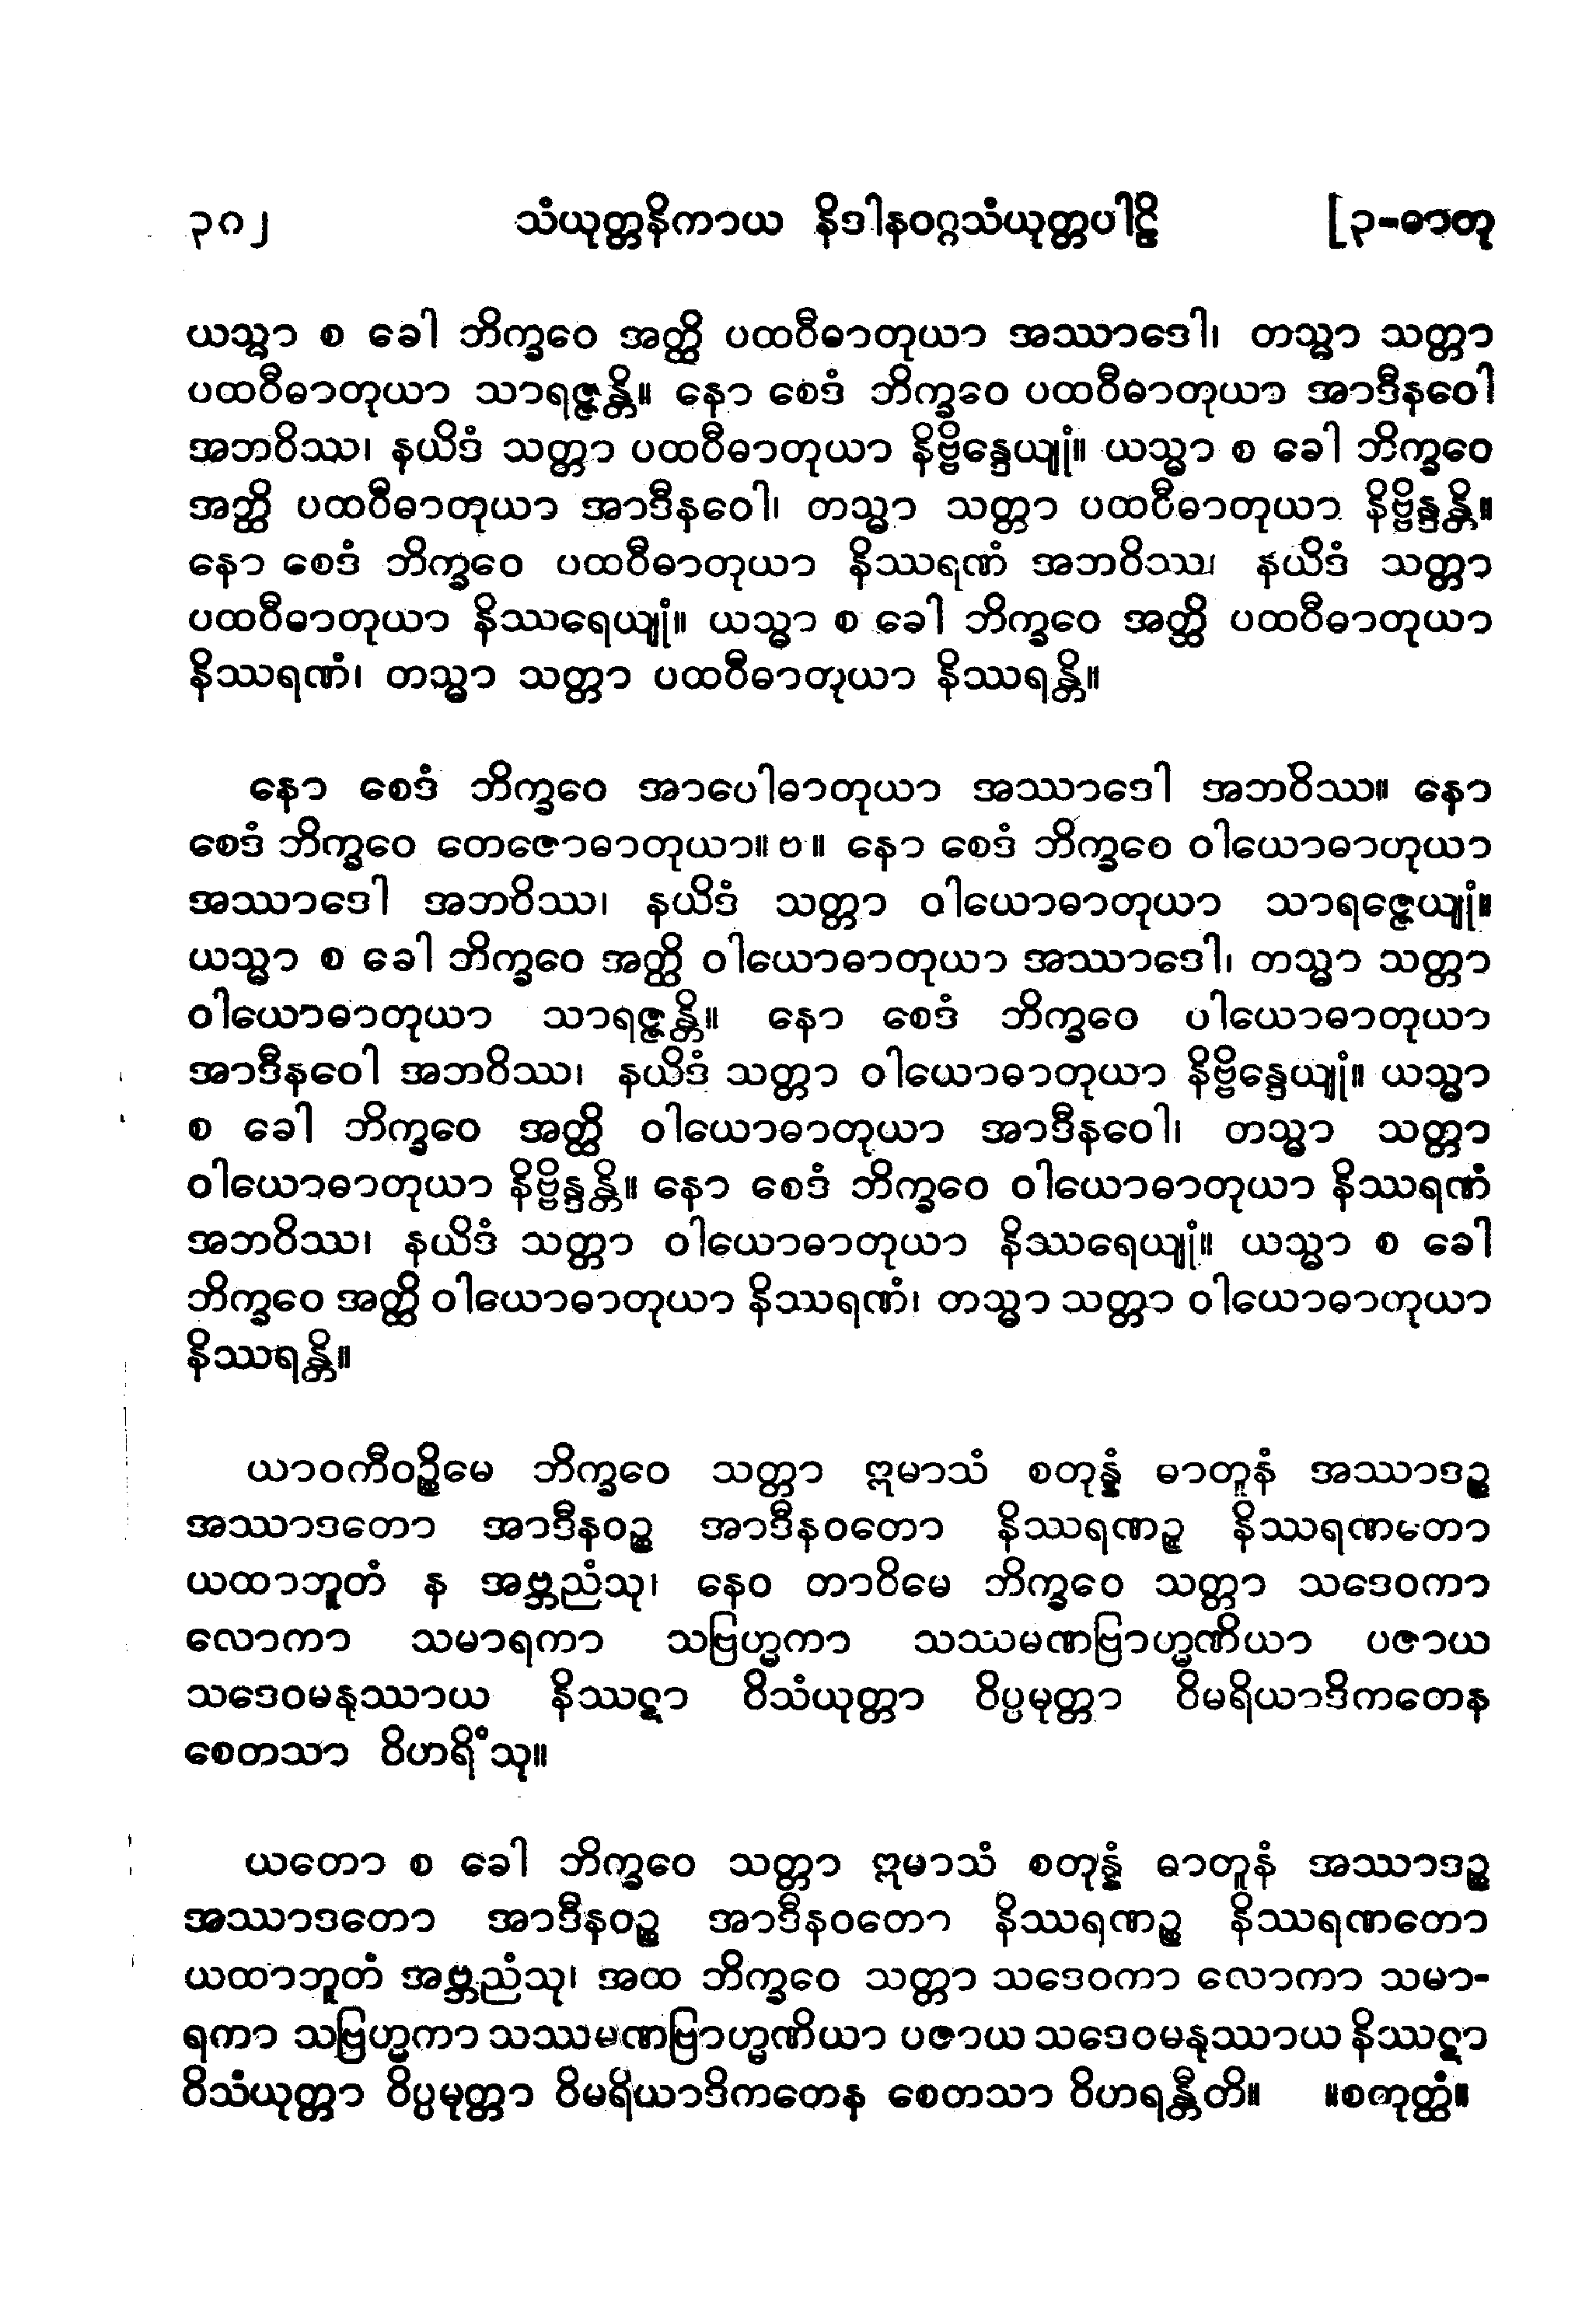 ၃၀၂ သံယုတ္တနိကာယ နိဒါနဝဂ္ဂသံယုတ္တပါဠိ [၃-ဓာတု
ယသ္မာ စ ခေါ ဘိက္ခဝေ အတ္ထိ ပထဝီဓာတုယာ အဿာဒေါ၊ တသ္မာ သတ္တာ
ပထဝီဓာတုယာ သာရဇ္ဇန္တိ။ နော စေဒံ ဘိက္ခဝေ ပထဝီဓာတုယာ အာဒီနဝေါ
အဘဝိဿ၊ နယိဒံ သတ္တာ ပထဝီဓာတုယာ နိဗ္ဗိန္ဒေယျုံ။ ယသ္မာ စ ခေါ ဘိက္ခဝေ
အတ္ထိ ပထဝီဓာတုယာ အာဒီနဝေါ၊ တသ္မာ သတ္တာ ပထဝီဓာတုယာ နိဗ္ဗိန္ဒန္တိ။
နော စေဒံ ဘိက္ခဝေ ပထဝီဓာတုယာ နိဿရဏံ အဘဝိဿ၊ နယိဒံ သတ္တာ
ပထဝီဓာတုယာ နိဿရေယျုံ။ ယသ္မာ စ ခေါ ဘိက္ခဝေ အတ္ထိ ပထဝီဓာတုယာ
နိဿရဏံ၊ တသ္မာ သတ္တာ ပထဝီဓာတုယာ နိဿရန္တိ။
နော စေဒံ ဘိက္ခဝေ အာပေါဓာတုယာ အဿာဒေါ အဘဝိဿ။ နော
စေဒံ ဘိက္ခဝေ တေဇောဓာတုယာ။ ဗ ။ နော စေဒံ ဘိက္ခဝေ ဝါယောဓာတုယာ
အဿာဒေါ အဘဝိဿ၊ နယိဒံ သတ္တာ ဝါယောဓာတုယာ သာရဇ္ဇေယျုံ။
ယသ္မာ စ ခေါ ဘိက္ခဝေ အတ္ထိ ဝါယောဓာတုယာ အဿာဒေါ၊ တသ္မာ သတ္တာ
ဝါယောဓာတုယာ သာရဇ္ဇန္တိ။ နော စေဒံ ဘိက္ခဝေ ဝါယောဓာတုယာ
အာဒီနဝေါ အဘဝိဿ၊ နယိဒံ သတ္တာ ဝါယောဓာတုယာ နိဗ္ဗိန္ဒေယျုံ။ ယသ္မာ
စ ခေါ ဘိက္ခဝေ အတ္ထိ ဝါယောဓာတုယာ အာဒီနဝေါ၊ တသ္မာ သတ္တာ
ဝါယောဓာတုယာ နိဗ္ဗိန္ဒန္တိ။ နော စေဒံ ဘိက္ခဝေ ဝါယောဓာတုယာ နိဿရဏံ
အဘဝိဿ၊ နယိဒံ သတ္တာ ဝါယောဓာတုယာ နိဿရေယျုံ။ ယသ္မာ စ ခေါ
ဘိက္ခဝေ အတ္ထိ ဝါယောဓာတုယာ နိဿရဏံ၊ တသ္မာ သတ္တာ ဝါယောဓာတုယာ
နိဿရန္တိ။
ယာဝကီဝဉ္စိမေ ဘိက္ခဝေ သတ္တာ ဣမာသံ စတုန္နံ ဓာတူနံ အဿာဒဉ္စ
အဿာဒတော အာဒီနဝဉ္စ အာဒီနဝတော နိဿရဏဉ္စ နိဿရဏတော
ယထာဘူတံ န အဗ္ဘညံသု၊ နေဝ တာဝိမေ ဘိက္ခဝေ သတ္တာ သဒေဝကာ
လောကာ သမာရကာ သဗြဟ္မကာ သဿမဏဗြာဟ္မဏိယာ ပဇာယ
သဒေဝမနုဿာယ နိဿဋာ ဝိသံယုတ္တာ ဝိပ္ပမုတ္တာ ဝိမရိယာဒိကတေန
စေတသာ ဝိဟရိံသု။
ယတော စ ခေါ ဘိက္ခဝေ သတ္တာ ဣမာသံ စတုန္နံ ဓာတူနံ အဿာဒဉ္စ
အဿာဒတော အာဒီနဝဉ္စ အာဒီနဝတော နိဿရဏဉ္စ နိဿရဏတော
ယထာဘူတံ အဗ္ဘညံသု၊ အထ ဘိက္ခဝေ သတ္တာ သဒေဝကာ လောကာ သမာ-
ရကာ သဗြဟ္မကာ သဿမဏဗြာဟ္မဏိယာ ပဇာယ သဒေဝမနုဿာယ နိဿဋာ
ဝိသံယုတ္တာ ဝိပ္ပမုတ္တာ ဝိမရိယာဒိကတေန စေတသာ ဝိဟရန္တီတိ။ ။စတုတ္ထံ။